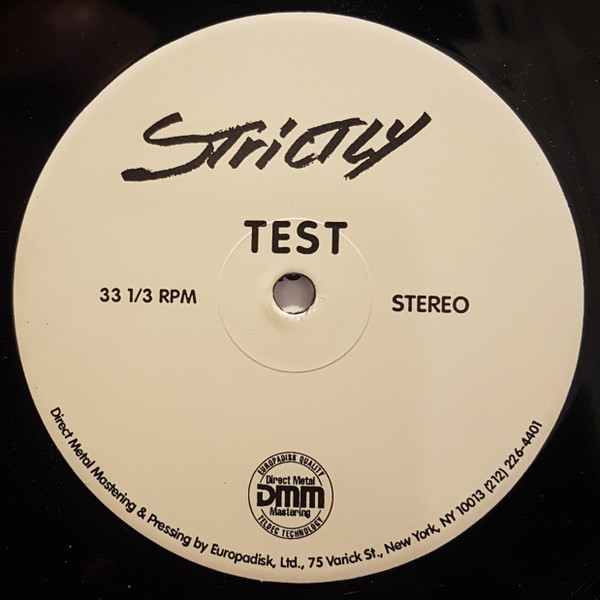 Strictly
TEST
33 1/3 RPM
STEREO
EUROPADISK QUALITY
Direct Metal
DMM
Mastering
TELDEC TECHNOLOGY
Direct Metal Mastering & Pressing by Europadisk, Ltd., 75 Varick St., New York, NY 10013 (212) 226-4401